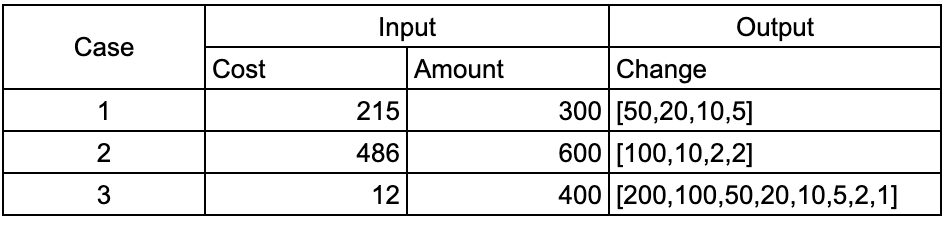 Case Input Output
Cost Amount Change
1 215 300 [50,20,10,5]
2 486 600 [100,10,2,2]
3 12 400 [200,100,50,20,10,5,2,1]